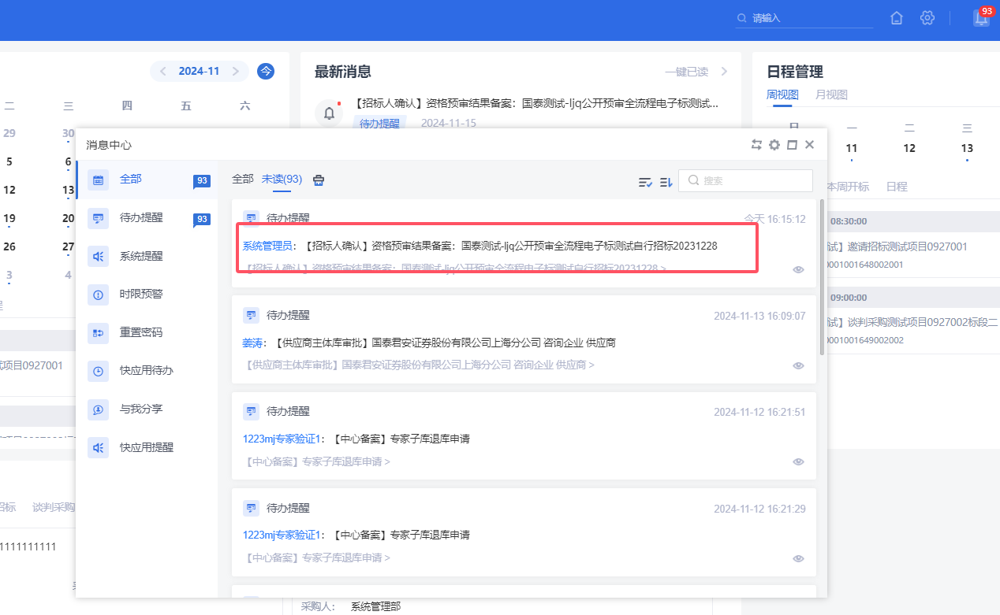 请输入
93
2024-11
今
二 三 四 五 六
29 30
5 6
12 13
19 20
26 27
3 4
最新消息
一键已读
【招标人确认】资格预审结果备案：国泰测试-ljq公开预审全流程电子标测试...
待办提醒 2024-11-15
日程管理
周视图 月视图
日 一 二 三
11 12 13
本周开标 日程
08:30:00
试】邀请招标测试项目0927001
001001648002001
09:00:00
试】谈判采购测试项目0927002标段二
001001649002002
消息中心
全部 93
待办提醒 93
系统提醒
时限预警
重置密码
快应用待办
与我分享
快应用提醒
全部 未读(93)
搜索
待办提醒 今天 16:15:12
系统管理员：【招标人确认】资格预审结果备案：国泰测试-ljq公开预审全流程电子标测试自行招标20231228
【招标人确认】资格预审结果备案：国泰测试-ljq公开预审全流程电子标测试自行招标20231228 >
待办提醒 2024-11-13 16:09:07
姜涛：【供应商主体库审批】国泰君安证券股份有限公司上海分公司 咨询企业 供应商
【供应商主体库审批】国泰君安证券股份有限公司上海分公司 咨询企业 供应商 >
待办提醒 2024-11-12 16:21:51
1223mj专家验证1：【中心备案】专家子库退库申请
【中心备案】专家子库退库申请 >
待办提醒 2024-11-12 16:21:29
1223mj专家验证1：【中心备案】专家子库退库申请
【中心备案】专家子库退库申请 >
试项目0927001
招标 谈判采购
1111111111
采购人： 系统管理部